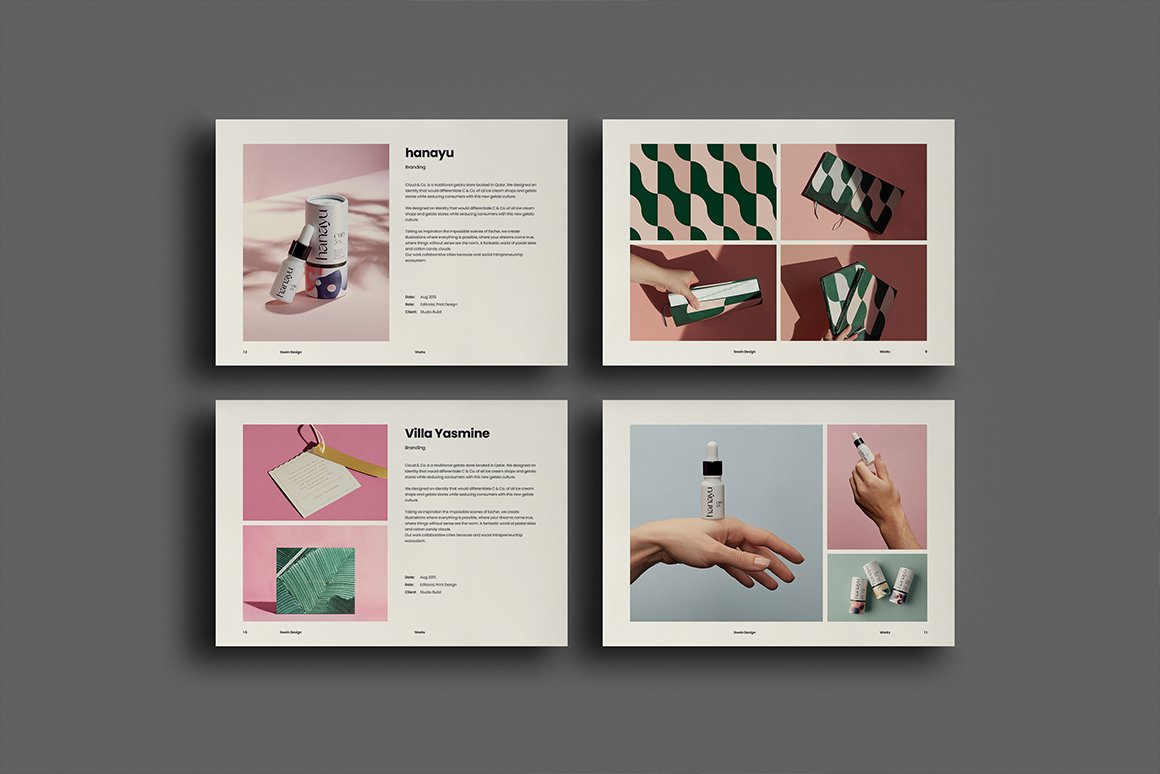 hanayu
Branding
Cloud & Co. is a traditional gelato store located in Qatar. We designed an
identity that would differentiate C & Co. of all ice cream shops and gelato
stores while seducing consumers with this new gelato culture.
We designed an identity that would differentiate C & Co. of all ice cream
shops and gelato stores while seducing consumers with this new gelato
culture.
Taking as inspiration the impossible scenes of Escher, we create
illustrations where everything is possible, where your dreams come true,
where things without sense are the norm. A fantastic world of pastel skies
and cotton candy clouds.
Our work collaborative cities because and social intrapreneurship
ecosystem.
Date: Aug 2015
Role: Editorial, Print Design
Client: Studio Build
hanayu
CBD
hanayu
12 Swein Design Works
Swein Design Works 9
Villa Yasmine
Branding
Cloud & Co. is a traditional gelato store located in Qatar. We designed an
identity that would differentiate C & Co. of all ice cream shops and gelato
stores while seducing consumers with this new gelato culture.
We designed an identity that would differentiate C & Co. of all ice cream
shops and gelato stores while seducing consumers with this new gelato
culture.
Taking as inspiration the impossible scenes of Escher, we create
illustrations where everything is possible, where your dreams come true,
where things without sense are the norm. A fantastic world of pastel skies
and cotton candy clouds.
Our work collaborative cities because and social intrapreneurship
ecosystem.
Date: Aug 2015
Role: Editorial, Print Design
Client: Studio Build
Swein Design Works
hanayu
hanayu
hanayu
hanayu
hanayu
Swein Design Works 11